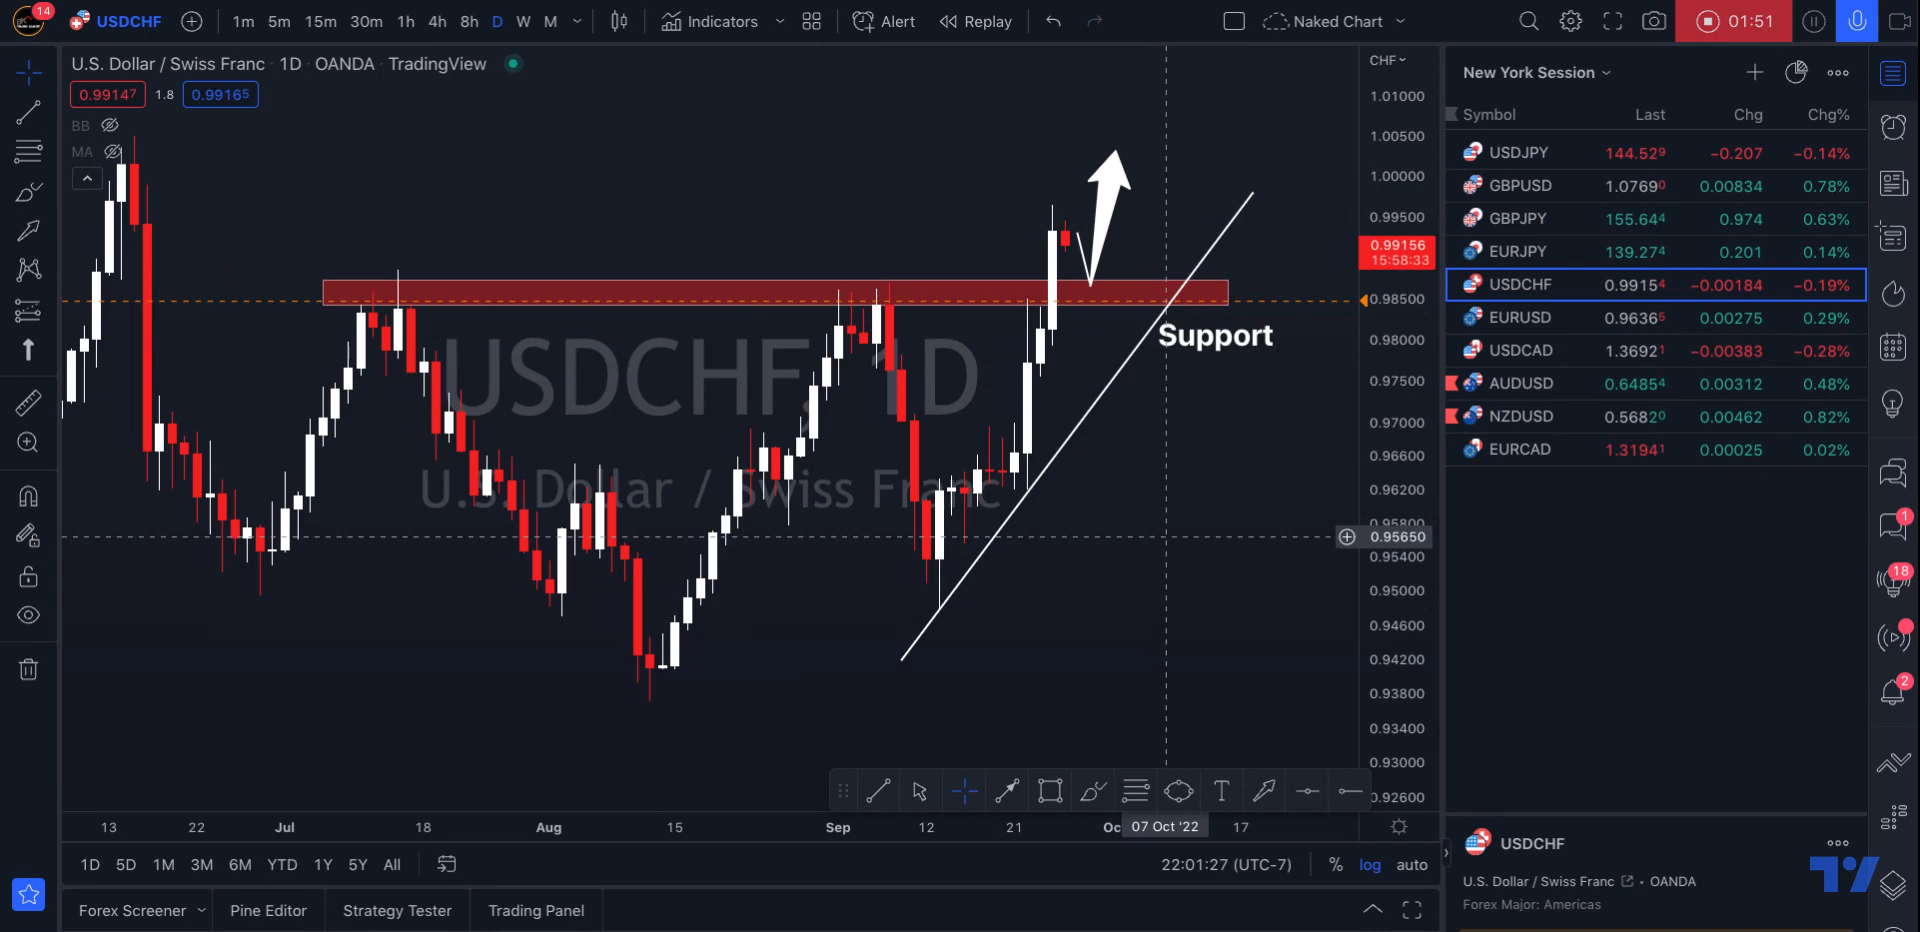 14
USDCHF
1m 5m 15m 30m 1h 4h 8h D W M
Indicators
Alert
Replay
Naked Chart
01:51
U.S. Dollar / Swiss Franc · 1D · OANDA · TradingView
0.99147 1.8 0.99165
BB
MA
USDCHF, 1D
U.S. Dollar / Swiss Franc
Support
CHF
1.01000
1.00500
1.00000
0.99500
0.99156
15:58:33
0.98500
0.98000
0.97500
0.97000
0.96600
0.96200
0.95800
0.95650
0.95400
0.95000
0.94600
0.94200
0.93800
0.93400
0.93000
0.92600
13 22 Jul 18 Aug 15 Sep 12 21 Oc 07 Oct '22 17
1D 5D 1M 3M 6M YTD 1Y 5Y All
22:01:27 (UTC-7) % log auto
Forex Screener Pine Editor Strategy Tester Trading Panel
New York Session
Symbol Last Chg Chg%
USDJPY 144.529 −0.207 −0.14%
GBPUSD 1.07690 0.00834 0.78%
GBPJPY 155.644 0.974 0.63%
EURJPY 139.274 0.201 0.14%
USDCHF 0.99154 −0.00184 −0.19%
EURUSD 0.96365 0.00275 0.29%
USDCAD 1.36921 −0.00383 −0.28%
AUDUSD 0.64854 0.00312 0.48%
NZDUSD 0.56820 0.00462 0.82%
EURCAD 1.31941 0.00025 0.02%
USDCHF
U.S. Dollar / Swiss Franc · OANDA
Forex Major: Americas
1
18
2